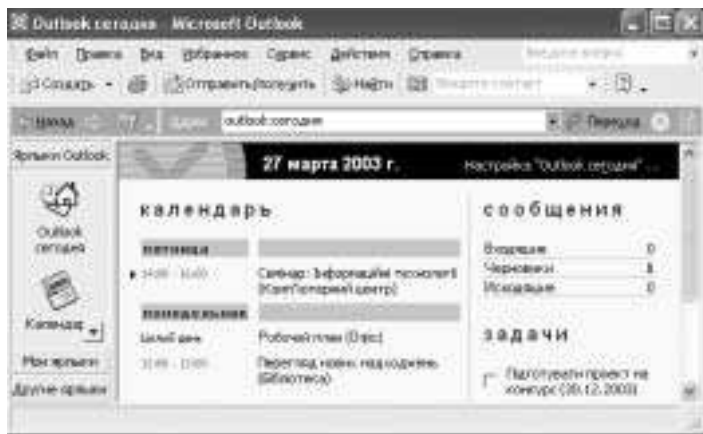 Outlook сегодня - Microsoft Outlook
Файл Правка Вид Избранное Сервис Действия Справка
Создать Отправить/получить Найти
Назад outlook:сегодня Переход
Ярлыки Outlook
27 марта 2003 г.
Настройка "Outlook сегодня" ...
Outlook сегодня
Календарь
Мои ярлыки
Другие ярлыки
календарь
пятница
Семінар: Інформаційні технології
(Комп'ютерний центр)
понедельник
Целый день
Робочий план (Офіс)
Перегляд нових надходжень
(Бібліотека)
сообщения
Входящие 0
Черновики
Исходящие 0
задачи
Підготувати проект на
конкурс (30.12.2003)